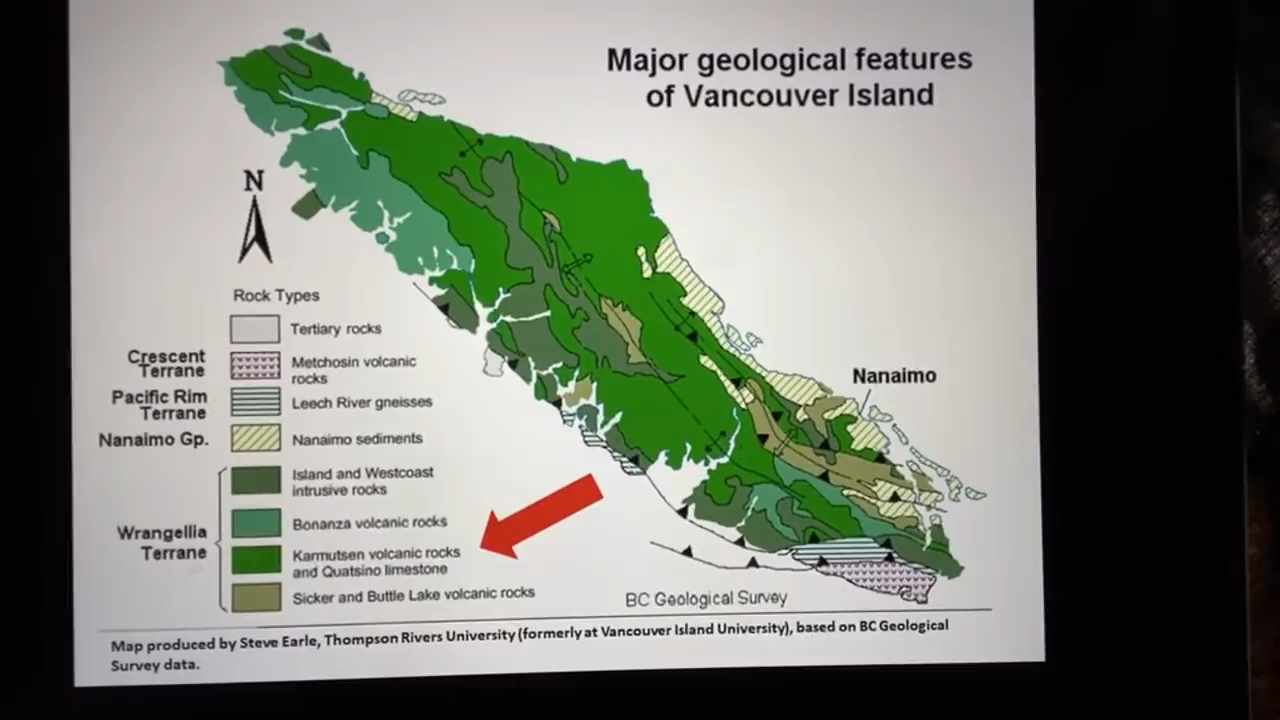 Major geological features
of Vancouver Island
N
Rock Types
Tertiary rocks
Crescent
Terrane
Metchosin volcanic
rocks
Pacific Rim
Terrane
Leech River gneisses
Nanaimo Gp.
Nanaimo sediments
Island and Westcoast
intrusive rocks
Bonanza volcanic rocks
Wrangellia
Terrane
Karmutsen volcanic rocks
and Quatsino limestone
Sicker and Buttle Lake volcanic rocks
Nanaimo
BC Geological Survey
Map produced by Steve Earle, Thompson Rivers University (formerly at Vancouver Island University), based on BC Geological
Survey data.